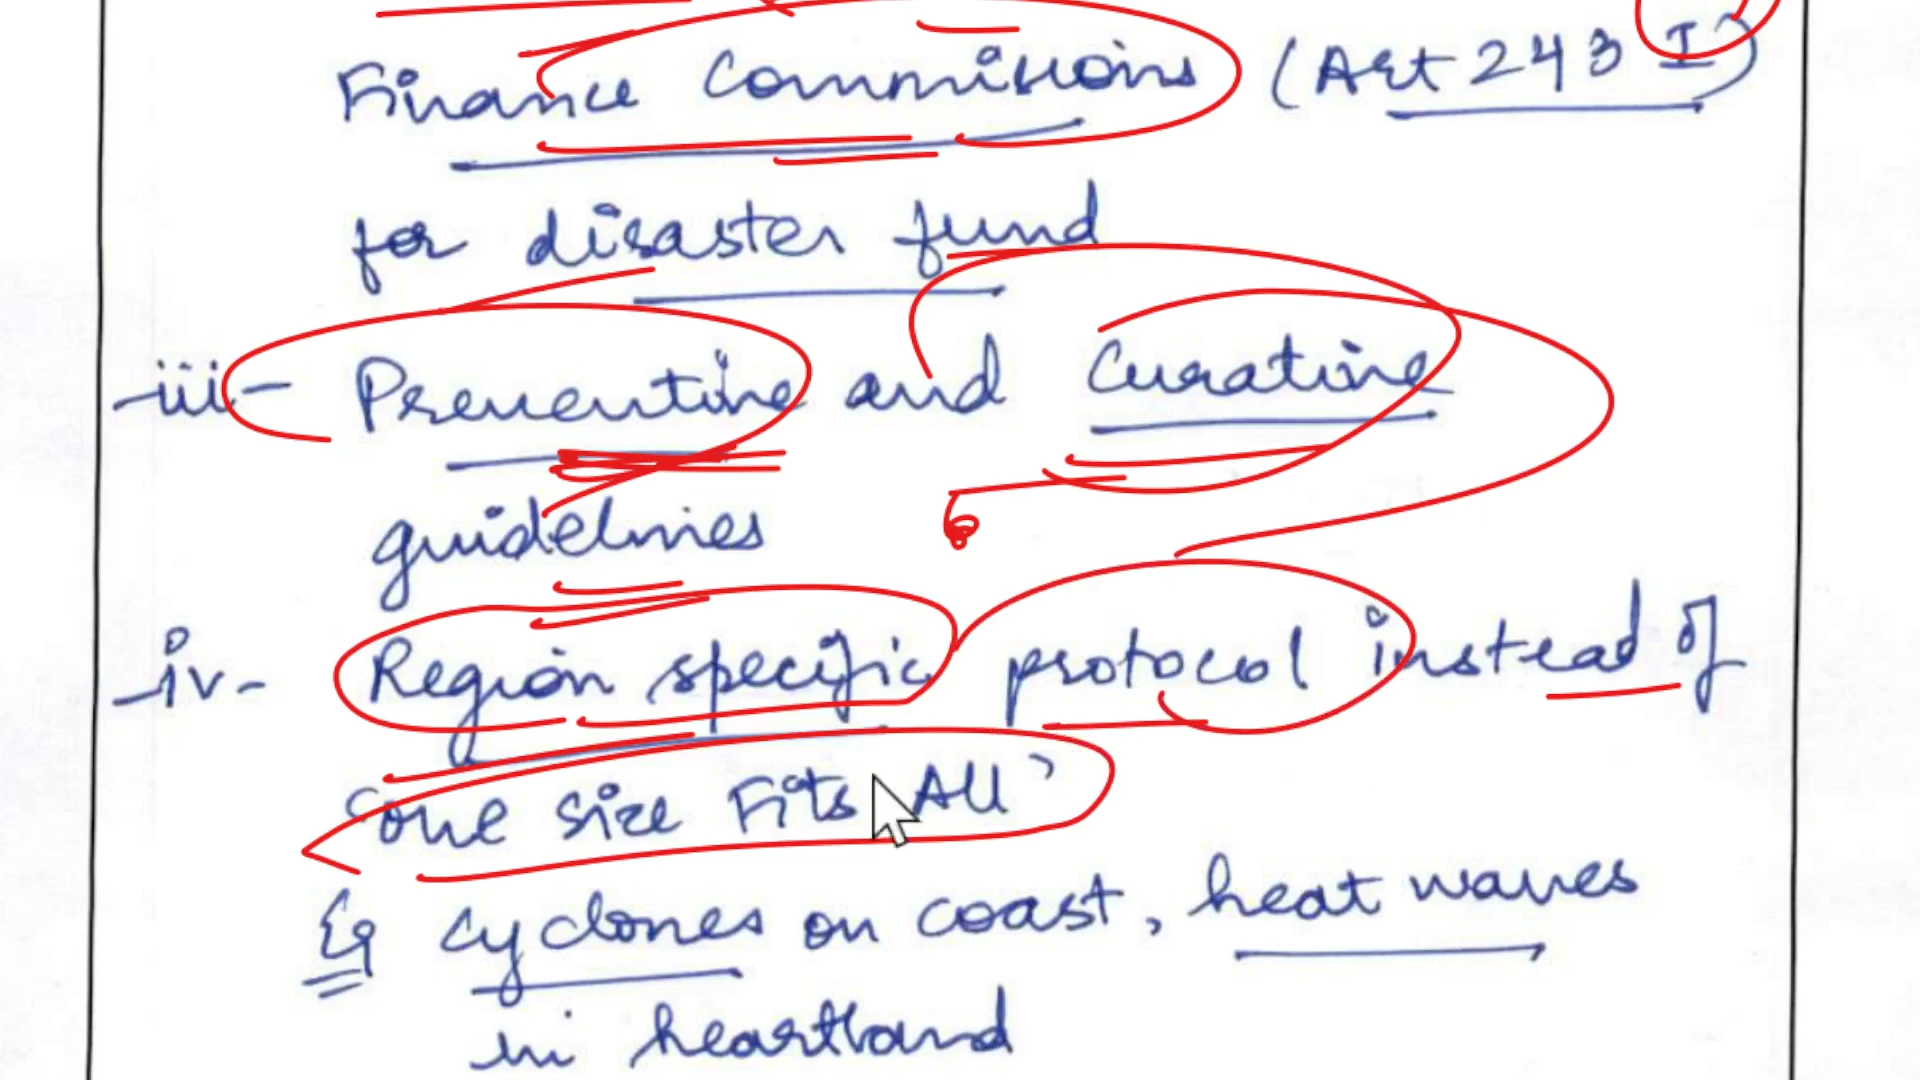 Finance Commissions (Art 243 I)
for disaster fund
iii- Preventive and Curative
guidelines
iv- Region specific protocol instead of
'one size Fits All'
Eg cyclones on coast, heat waves
in heartland